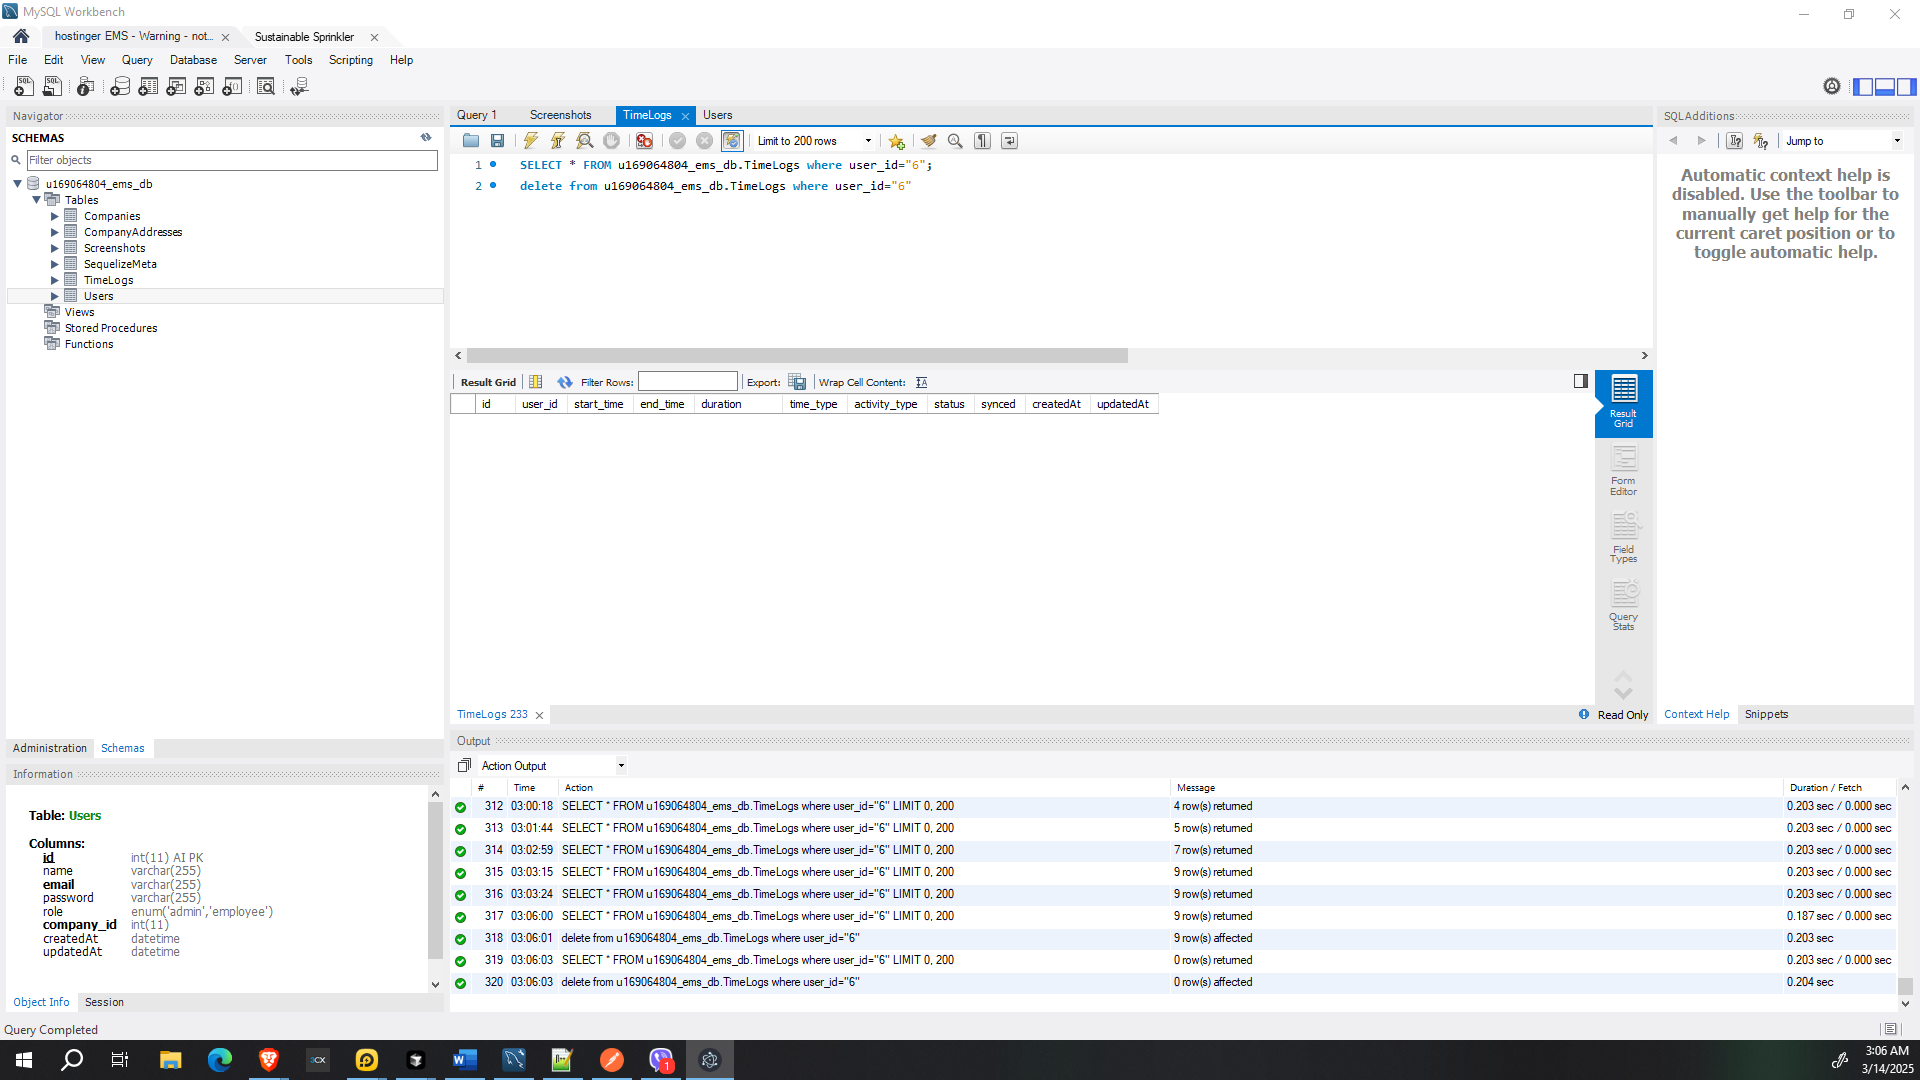 MySQL Workbench
hostinger EMS - Warning - not...
Sustainable Sprinkler
File Edit View Query Database Server Tools Scripting Help
Navigator
SCHEMAS
Filter objects
u169064804_ems_db
Tables
Companies
CompanyAddresses
Screenshots
SequelizeMeta
TimeLogs
Users
Views
Stored Procedures
Functions
Administration Schemas
Information
Table: Users
Columns:
id int(11) AI PK
name varchar(255)
email varchar(255)
password varchar(255)
role enum('admin','employee')
company_id int(11)
createdAt datetime
updatedAt datetime
Object Info Session
Query Completed
Query 1 Screenshots TimeLogs Users
Limit to 200 rows
1 SELECT * FROM u169064804_ems_db.TimeLogs where user_id="6";
2 delete from u169064804_ems_db.TimeLogs where user_id="6"
Result Grid Filter Rows: Export: Wrap Cell Content:
id user_id start_time end_time duration time_type activity_type status synced createdAt updatedAt
Result
Grid
Form
Editor
Field
Types
Query
Stats
TimeLogs 233
Read Only
SQLAdditions
Jump to
Automatic context help is
disabled. Use the toolbar to
manually get help for the
current caret position or to
toggle automatic help.
Context Help Snippets
Output
Action Output
# Time Action Message Duration / Fetch
312 03:00:18 SELECT * FROM u169064804_ems_db.TimeLogs where user_id="6" LIMIT 0, 200 4 row(s) returned 0.203 sec / 0.000 sec
313 03:01:44 SELECT * FROM u169064804_ems_db.TimeLogs where user_id="6" LIMIT 0, 200 5 row(s) returned 0.203 sec / 0.000 sec
314 03:02:59 SELECT * FROM u169064804_ems_db.TimeLogs where user_id="6" LIMIT 0, 200 7 row(s) returned 0.203 sec / 0.000 sec
315 03:03:15 SELECT * FROM u169064804_ems_db.TimeLogs where user_id="6" LIMIT 0, 200 9 row(s) returned 0.203 sec / 0.000 sec
316 03:03:24 SELECT * FROM u169064804_ems_db.TimeLogs where user_id="6" LIMIT 0, 200 9 row(s) returned 0.203 sec / 0.000 sec
317 03:06:00 SELECT * FROM u169064804_ems_db.TimeLogs where user_id="6" LIMIT 0, 200 9 row(s) returned 0.187 sec / 0.000 sec
318 03:06:01 delete from u169064804_ems_db.TimeLogs where user_id="6" 9 row(s) affected 0.203 sec
319 03:06:03 SELECT * FROM u169064804_ems_db.TimeLogs where user_id="6" LIMIT 0, 200 0 row(s) returned 0.203 sec / 0.000 sec
320 03:06:03 delete from u169064804_ems_db.TimeLogs where user_id="6" 0 row(s) affected 0.204 sec
3CX
1
3:06 AM
3/14/2025